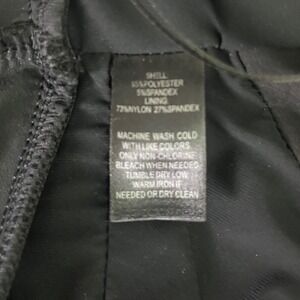 SHELL
95%POLYESTER
5%SPANDEX
LINING
73%NYLON 27%SPANDEX
MACHINE WASH COLD
WITH LIKE COLORS
ONLY NON-CHLORINE
BLEACH WHEN NEEDED
TUMBLE DRY LOW
WARM IRON IF
NEEDED OR DRY CLEAN